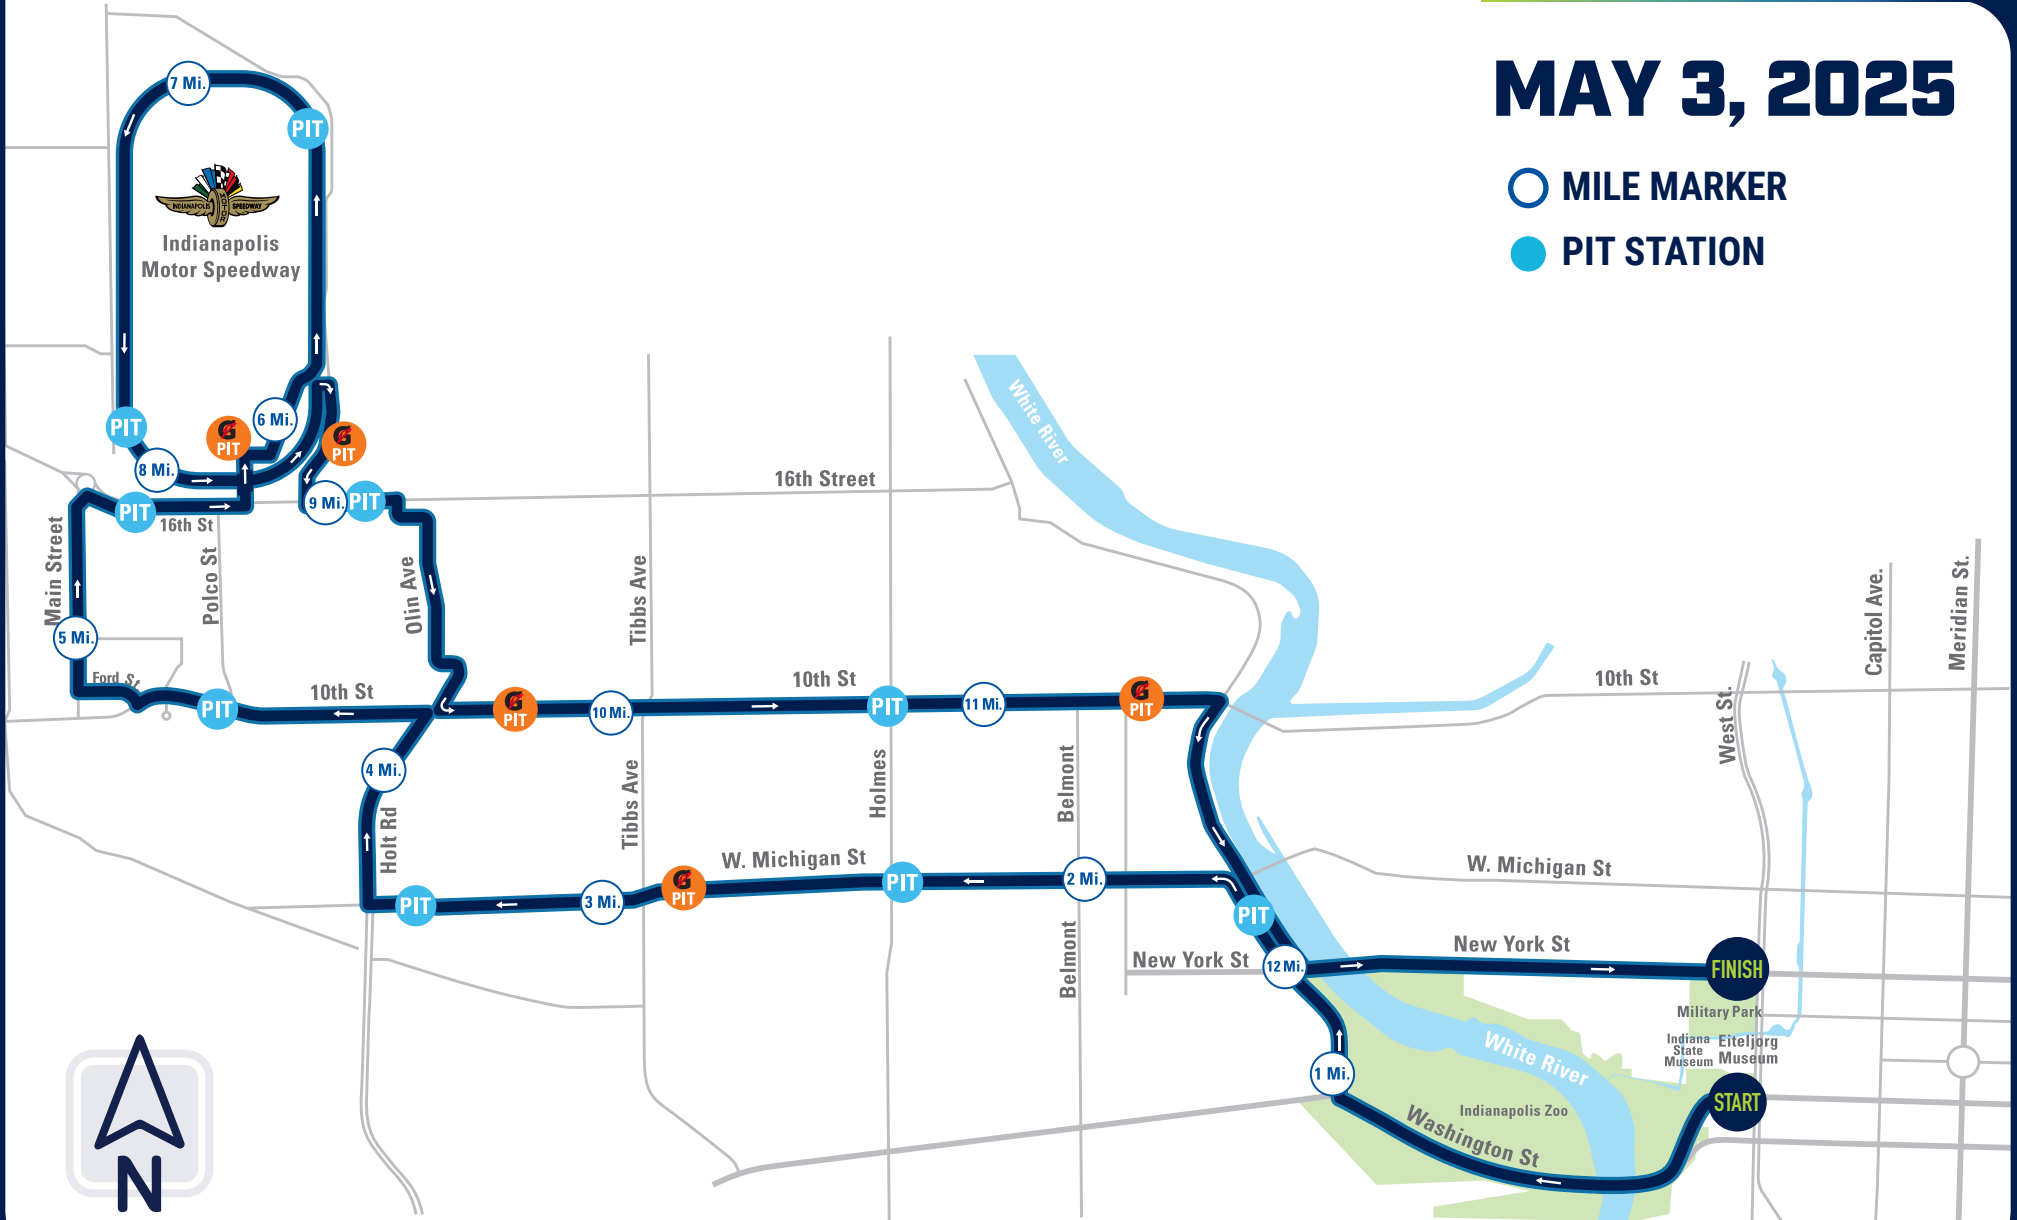 MAY 3, 2025
MILE MARKER
PIT STATION
7 Mi.
PIT
INDIANAPOLIS
MOTOR
SPEEDWAY
Indianapolis
Motor Speedway
PIT
G
PIT
6 Mi.
G
PIT
8 Mi.
PIT
16th St
9 Mi.
PIT
16th Street
White River
Main Street
Polco St
Olin Ave
Tibbs Ave
5 Mi.
Ford St.
PIT
10th St
G
PIT
10 Mi.
10th St
PIT
11 Mi.
G
PIT
10th St
West St.
Capitol Ave.
Meridian St.
4 Mi.
Holt Rd
Tibbs Ave
Holmes
Belmont
PIT
3 Mi.
G
PIT
W. Michigan St
PIT
2 Mi.
W. Michigan St
PIT
Belmont
New York St
12 Mi.
New York St
FINISH
Military Park
Indiana
State
Museum
Eiteljorg
Museum
White River
1 Mi.
Indianapolis Zoo
START
Washington St
N